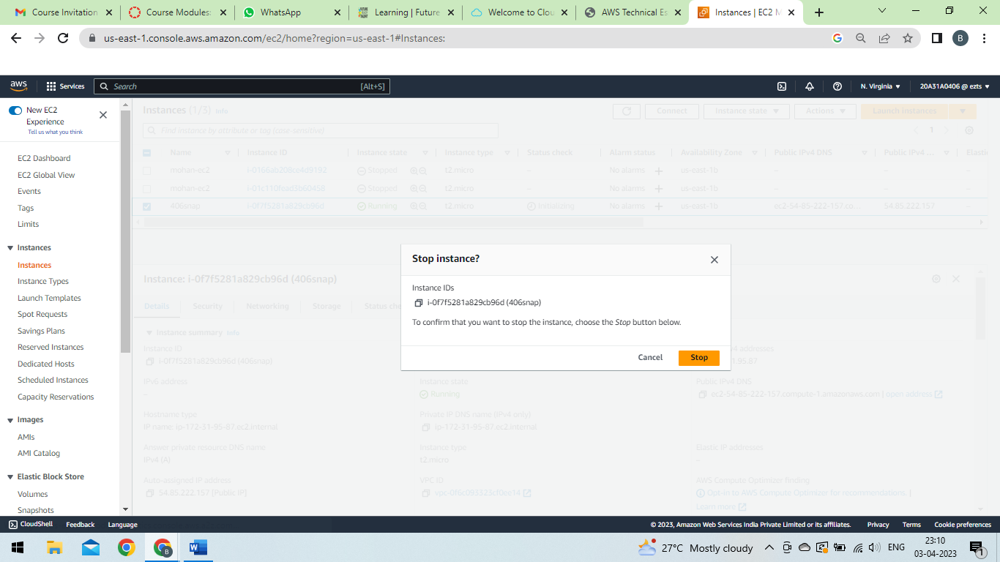 Course Invitation
Course Modules:
WhatsApp
Learning | Future
Welcome to Clou
AWS Technical Es
Instances | EC2 M
us-east-1.console.aws.amazon.com/ec2/home?region=us-east-1#Instances:
B
aws
Services
Search
[Alt+S]
N. Virginia
20A31A0406 @ ezts
New EC2
Experience
Tell us what you think
EC2 Dashboard
EC2 Global View
Events
Tags
Limits
Instances
Instances
Instance Types
Launch Templates
Spot Requests
Savings Plans
Reserved Instances
Dedicated Hosts
Scheduled Instances
Capacity Reservations
Images
AMIs
AMI Catalog
Elastic Block Store
Volumes
Snapshots
Instances (1/3) Info
Connect
Instance state
Actions
Launch instances
Find instance by attribute or tag (case-sensitive)
1
Name Instance ID Instance state Instance type Status check Alarm status Availability Zone Public IPv4 DNS Public IPv4 ... Elastic
mohan-ec2 i-0166ab208ce4d9192 Stopped t2.micro – No alarms us-east-1b – – –
mohan-ec2 i-01c110fead3b60458 Stopped t2.micro – No alarms us-east-1b – – –
406snap i-0f7f5281a829cb96d Running t2.micro Initializing No alarms us-east-1b ec2-54-85-222-157.co... 54.85.222.157 –
Stop instance?
Instance IDs
i-0f7f5281a829cb96d (406snap)
To confirm that you want to stop the instance, choose the Stop button below.
Cancel
Stop
Instance: i-0f7f5281a829cb96d (406snap)
Details Security Networking Storage Status che
Instance summary Info
Instance ID
v4 addresses
i-0f7f5281a829cb96d (406snap)
.95.87
IPv6 address
Instance state
Public IPv4 DNS
–
Running
ec2-54-85-222-157.compute-1.amazonaws.com | open address
Hostname type
Private IP DNS name (IPv4 only)
IP name: ip-172-31-95-87.ec2.internal
ip-172-31-95-87.ec2.internal
Answer private resource DNS name
Instance type
Elastic IP addresses
IPv4 (A)
t2.micro
–
Auto-assigned IP address
VPC ID
AWS Compute Optimizer finding
54.85.222.157 [Public IP]
vpc-0f6c093323cf0ee14
Opt-in to AWS Compute Optimizer for recommendations. |
Learn more
CloudShell
Feedback
Language
© 2023, Amazon Web Services India Private Limited or its affiliates.
Privacy
Terms
Cookie preferences
27°C Mostly cloudy
ENG
23:10
03-04-2023
1